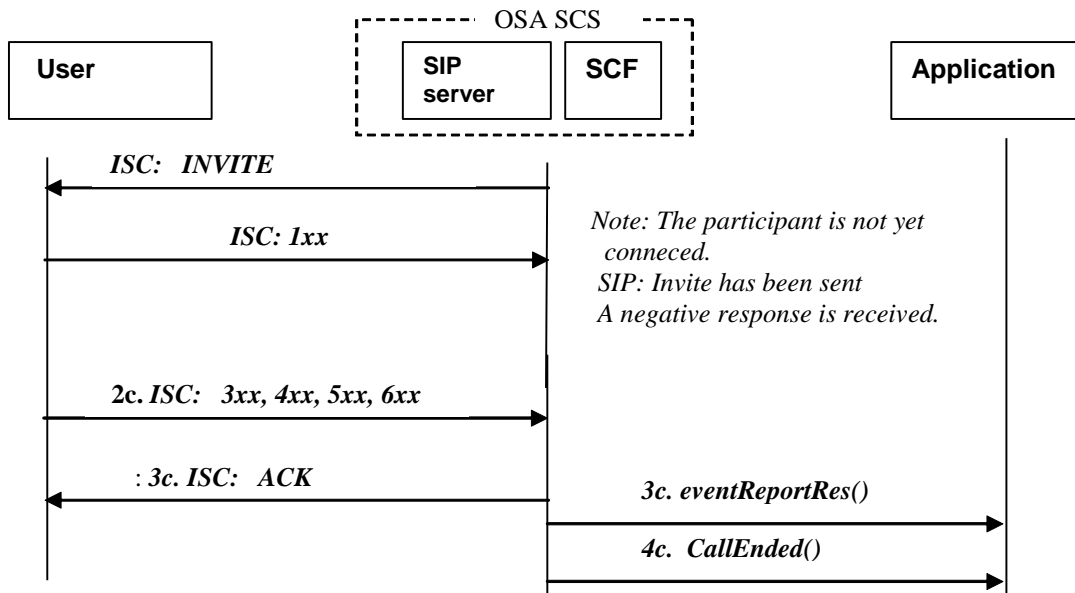 OSA SCS
User
SIP
server
SCF
Application
ISC: INVITE
ISC: 1xx
Note: The participant is not yet
conneced.
SIP: Invite has been sent
A negative response is received.
2c. ISC: 3xx, 4xx, 5xx, 6xx
: 3c. ISC: ACK
3c. eventReportRes()
4c. CallEnded()